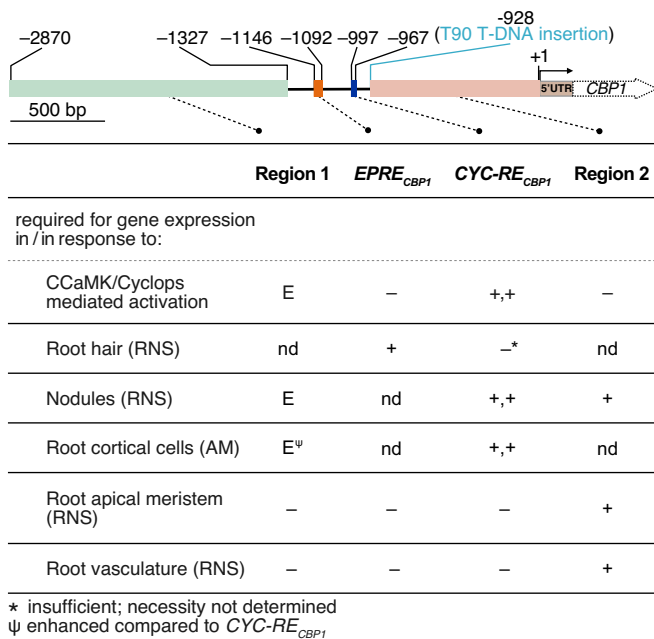 -928
–2870 –1327 –1146 –1092 –997 –967 (T90 T-DNA insertion)
+1
5'UTR CBP1
500 bp
Region 1 EPRE_CBP1 CYC-RE_CBP1 Region 2
required for gene expression
in / in response to:
CCaMK/Cyclops
mediated activation E – +,+ –
Root hair (RNS) nd + –* nd
Nodules (RNS) E nd +,+ +
Root cortical cells (AM) Eψ nd +,+ nd
Root apical meristem
(RNS) – – – +
Root vasculature (RNS) – – – +
* insufficient; necessity not determined
ψ enhanced compared to CYC-RE_CBP1